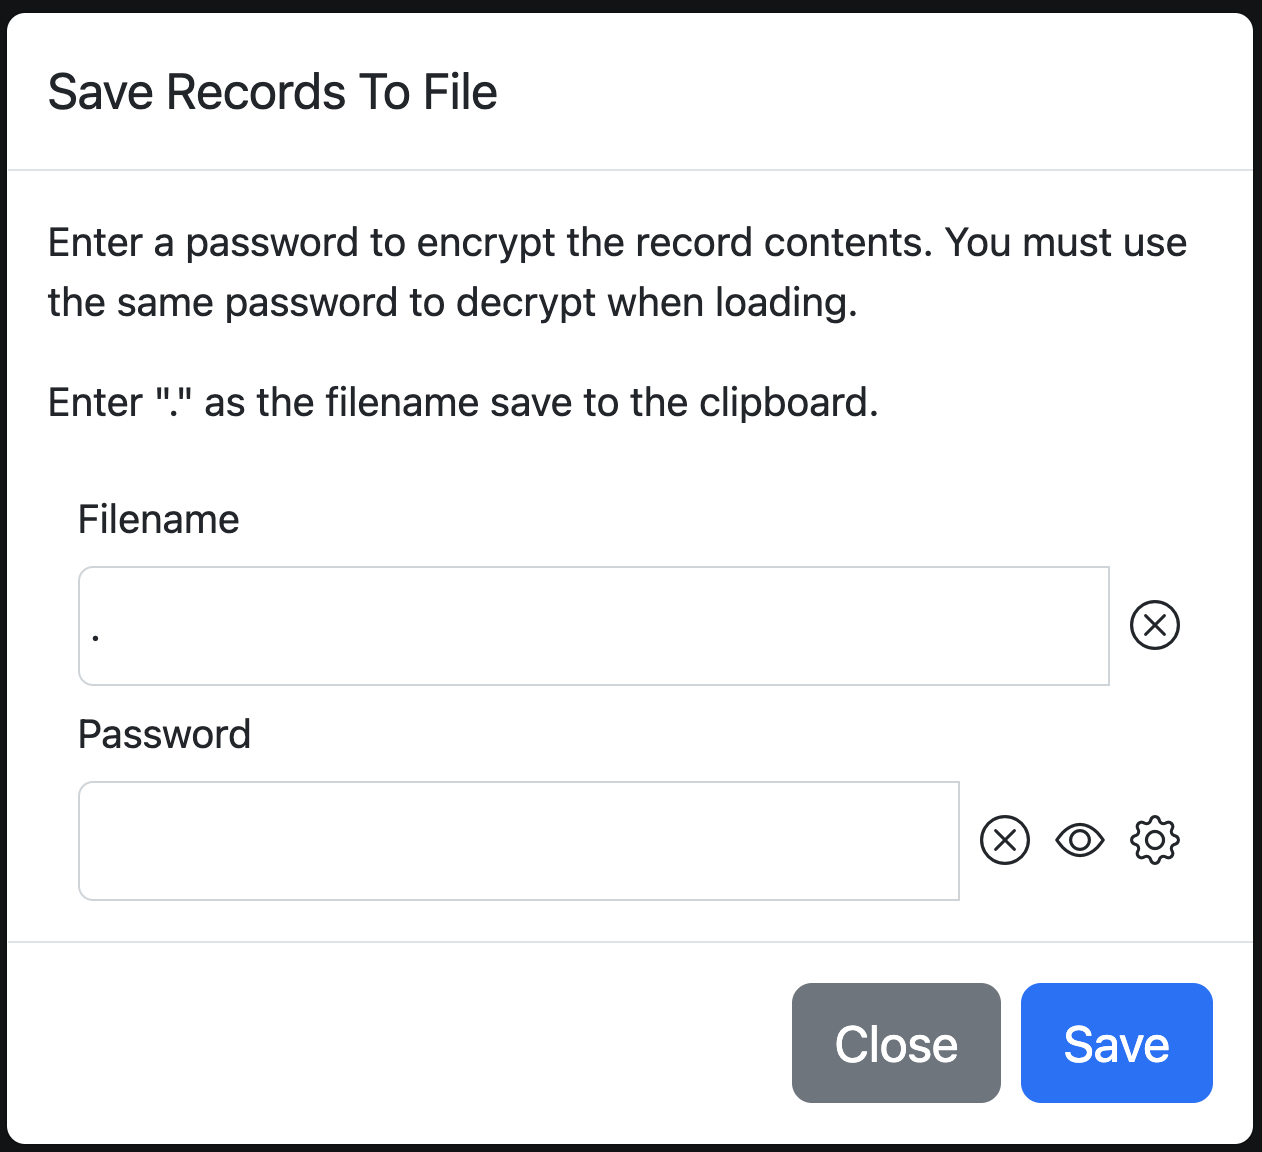 Save Records To File
Enter a password to encrypt the record contents. You must use
the same password to decrypt when loading.
Enter "." as the filename save to the clipboard.
Filename
.
Password
Close
Save